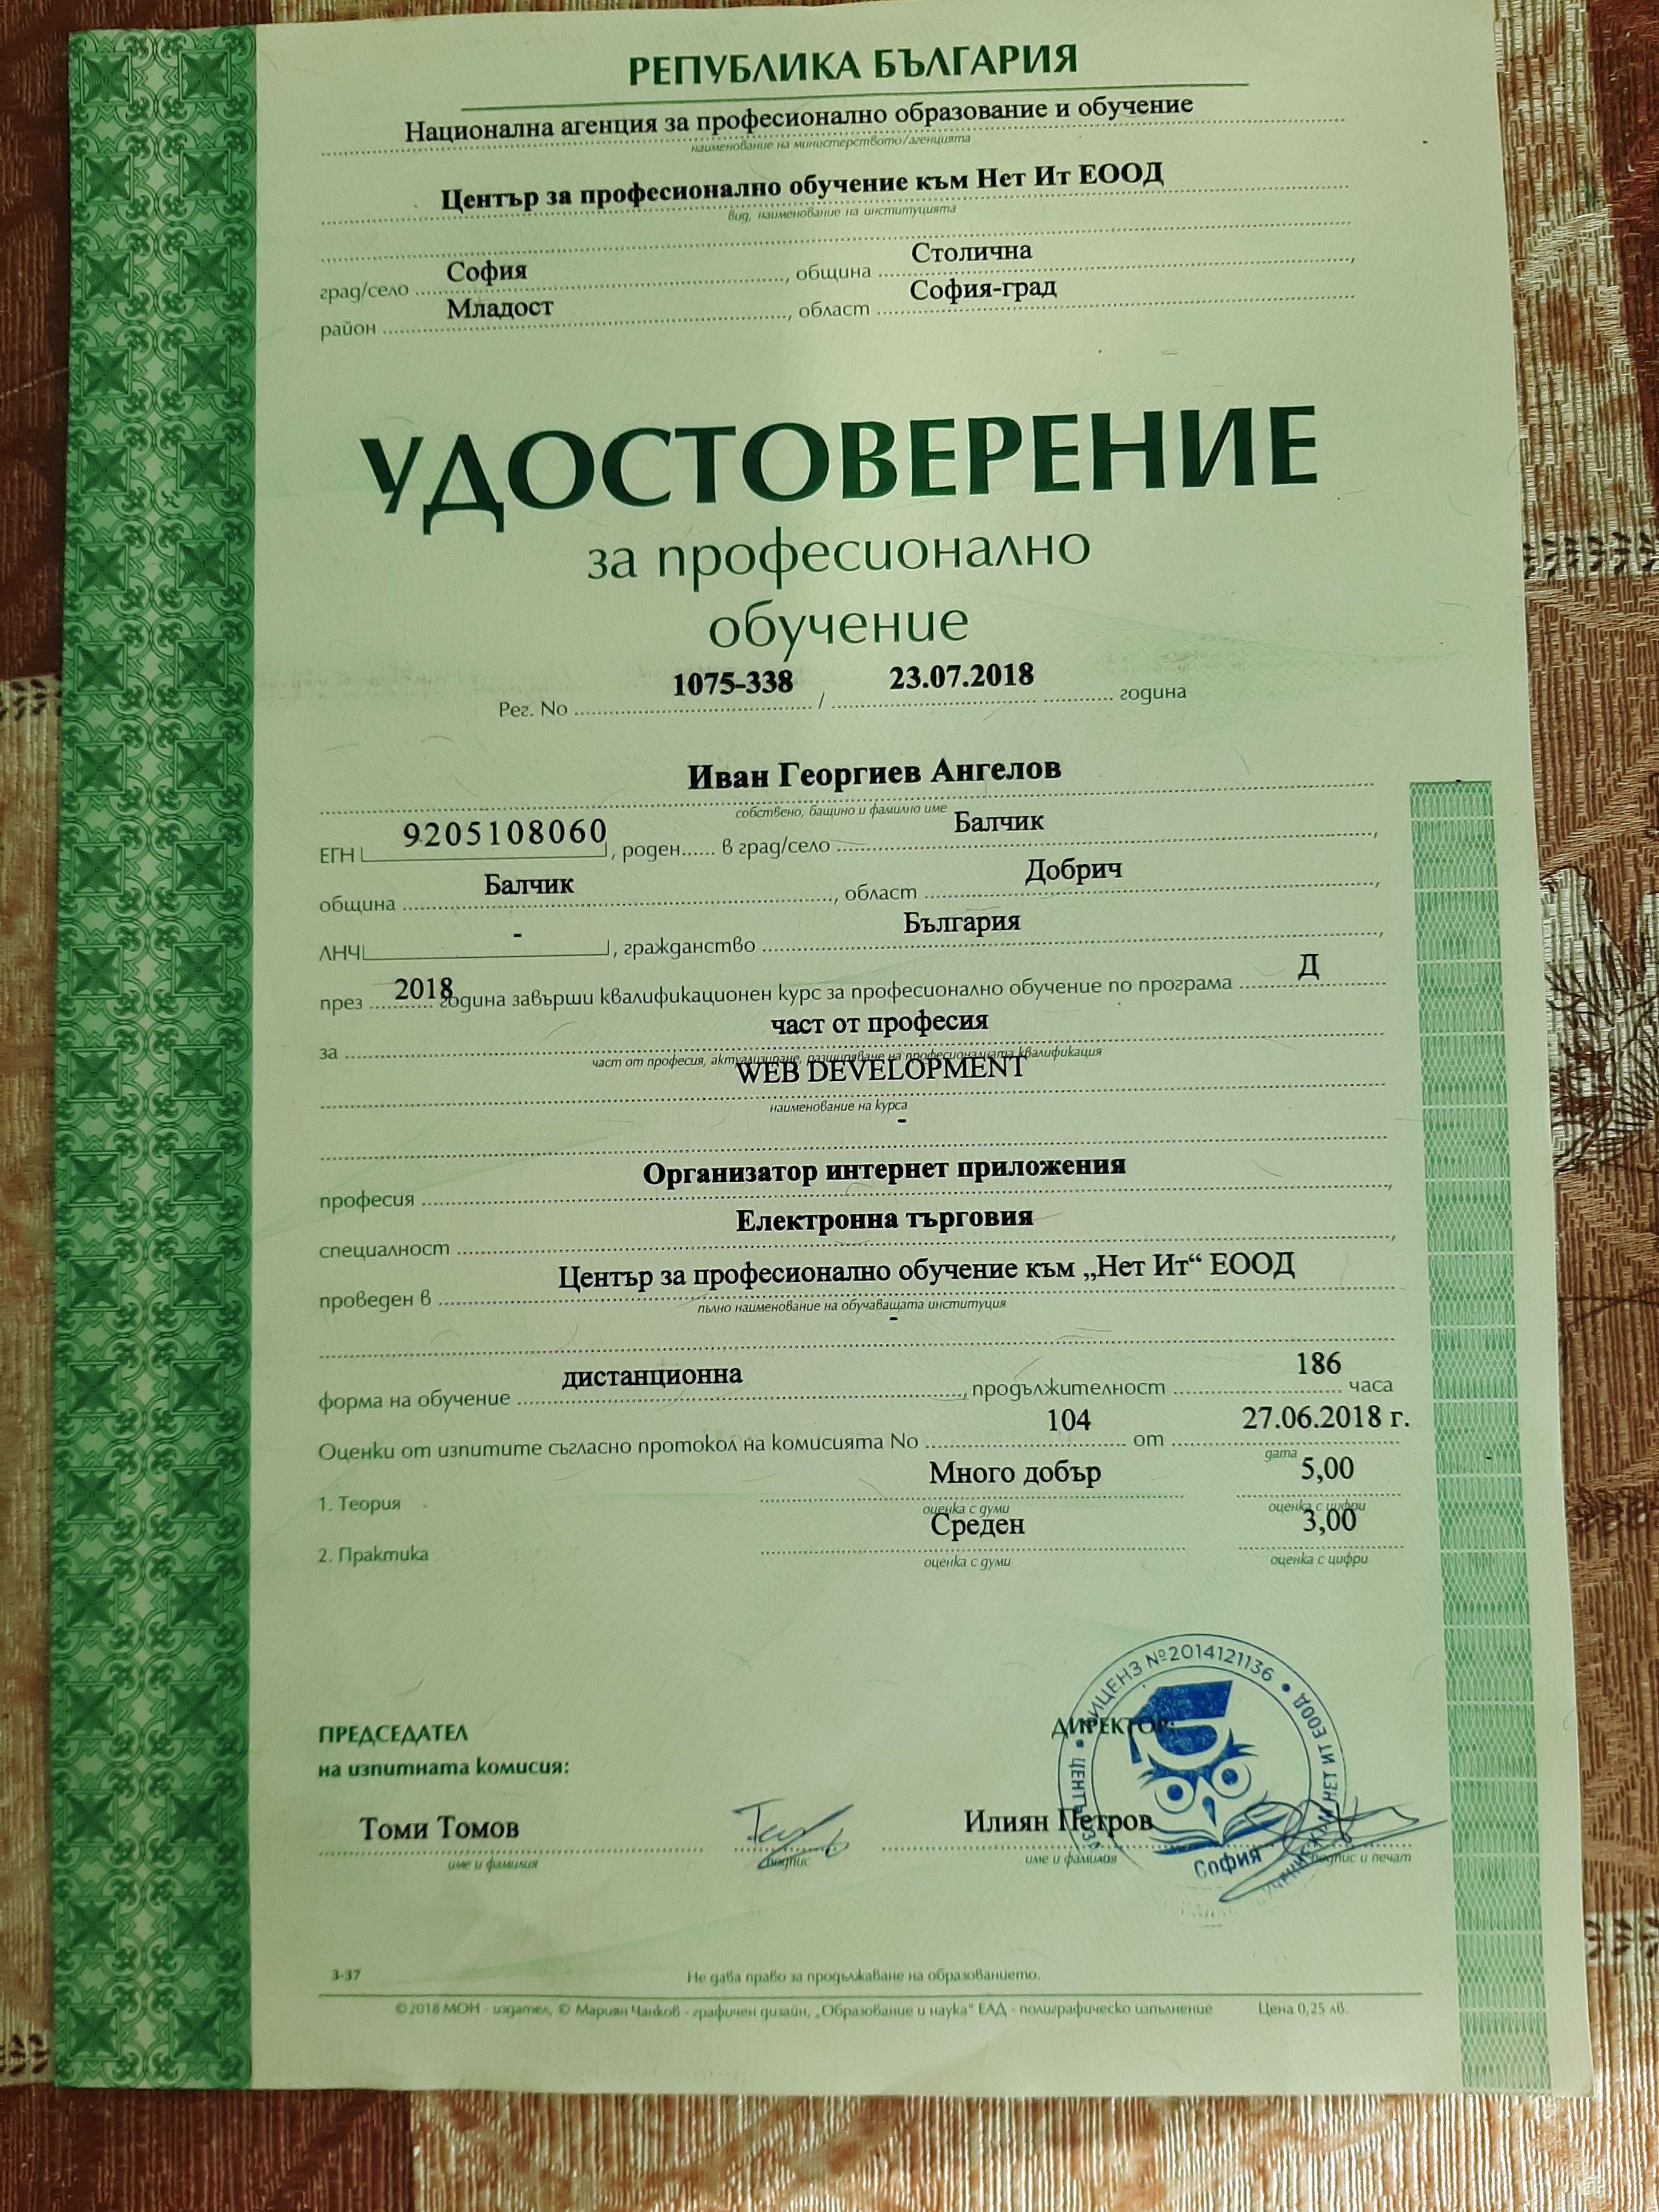 РЕПУБЛИКА БЪЛГАРИЯ
Национална агенция за професионално образование и обучение
наименование на министерството/агенцията
Център за професионално обучение към Нет Ит ЕООД
вид, наименование на институцията
град/село София, община Столична,
район Младост, област София-град
УДОСТОВЕРЕНИЕ
за професионално
обучение
Рег. No 1075-338 / 23.07.2018 година
Иван Георгиев Ангелов
собствено, бащино и фамилно име
ЕГН 9205108060, роден...... в град/село Балчик,
община Балчик, област Добрич,
ЛНЧ -, гражданство България,
през 2018 година завърши квалификационен курс за професионално обучение по програма Д
за част от професия
част от професия, актуализиране, разширяване на професионалната квалификация
WEB DEVELOPMENT
наименование на курса
-
професия Организатор интернет приложения,
специалност Електронна търговия,
проведен в Център за професионално обучение към „Нет Ит“ ЕООД
пълно наименование на обучаващата институция
-
форма на обучение дистанционна, продължителност 186 часа
Оценки от изпитите съгласно протокол на комисията No 104 от 27.06.2018 г.
дата
1. Теория Много добър 5,00
оценка с думи оценка с цифри
2. Практика Среден 3,00
оценка с думи оценка с цифри
ЛИЦЕНЗ №2014121136
НЕТ ИТ ЕООД
ЦЕНТЪР ЗА
София
ПРЕДСЕДАТЕЛ ДИРЕКТОР:
на изпитната комисия:
Томи Томов Илиян Петров
име и фамилия подпис име и фамилия подпис и печат
3-37 Не дава право за продължаване на образованието.
©2018 МОН - издател, © Мариян Чанков - графичен дизайн, „Образование и наука“ ЕАД - полиграфическо изпълнение Цена 0,25 лв.